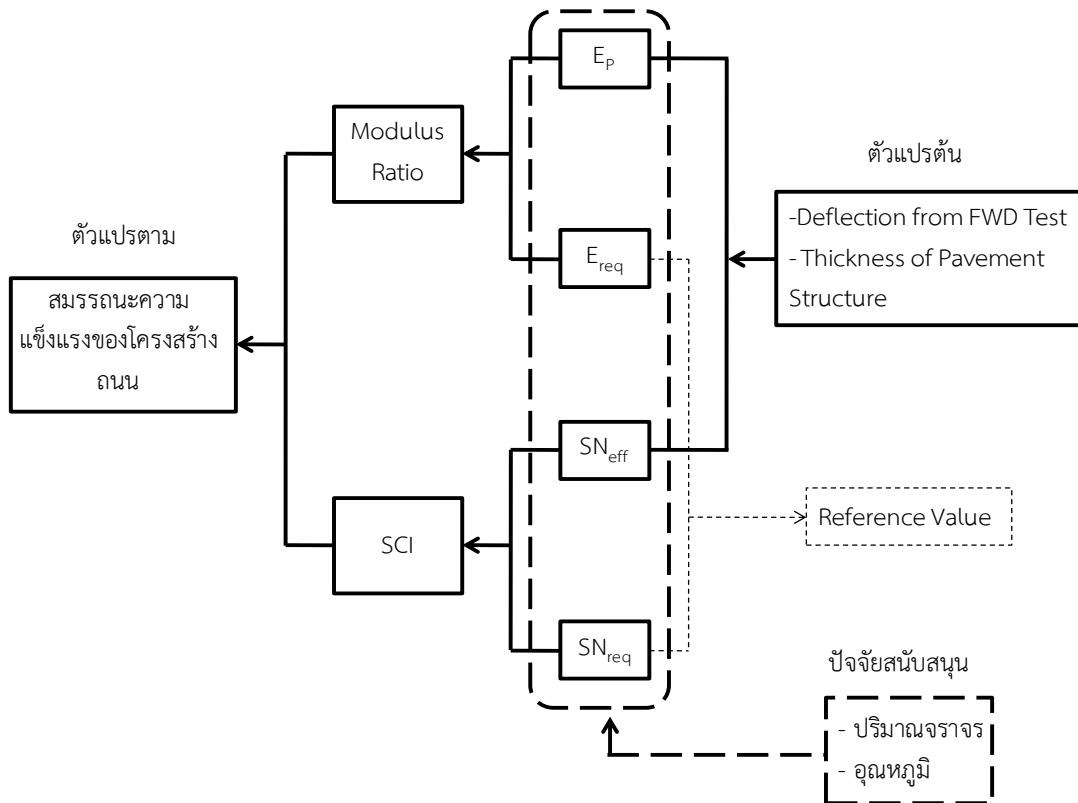 E_P
Modulus
Ratio
ตัวแปรต้น
-Deflection from FWD Test
- Thickness of Pavement
Structure
ตัวแปรตาม
E_req
สมรรถนะความ
แข็งแรงของโครงสร้าง
ถนน
SN_eff
Reference Value
SCI
SN_req
ปัจจัยสนับสนุน
- ปริมาณจราจร
- อุณหภูมิ